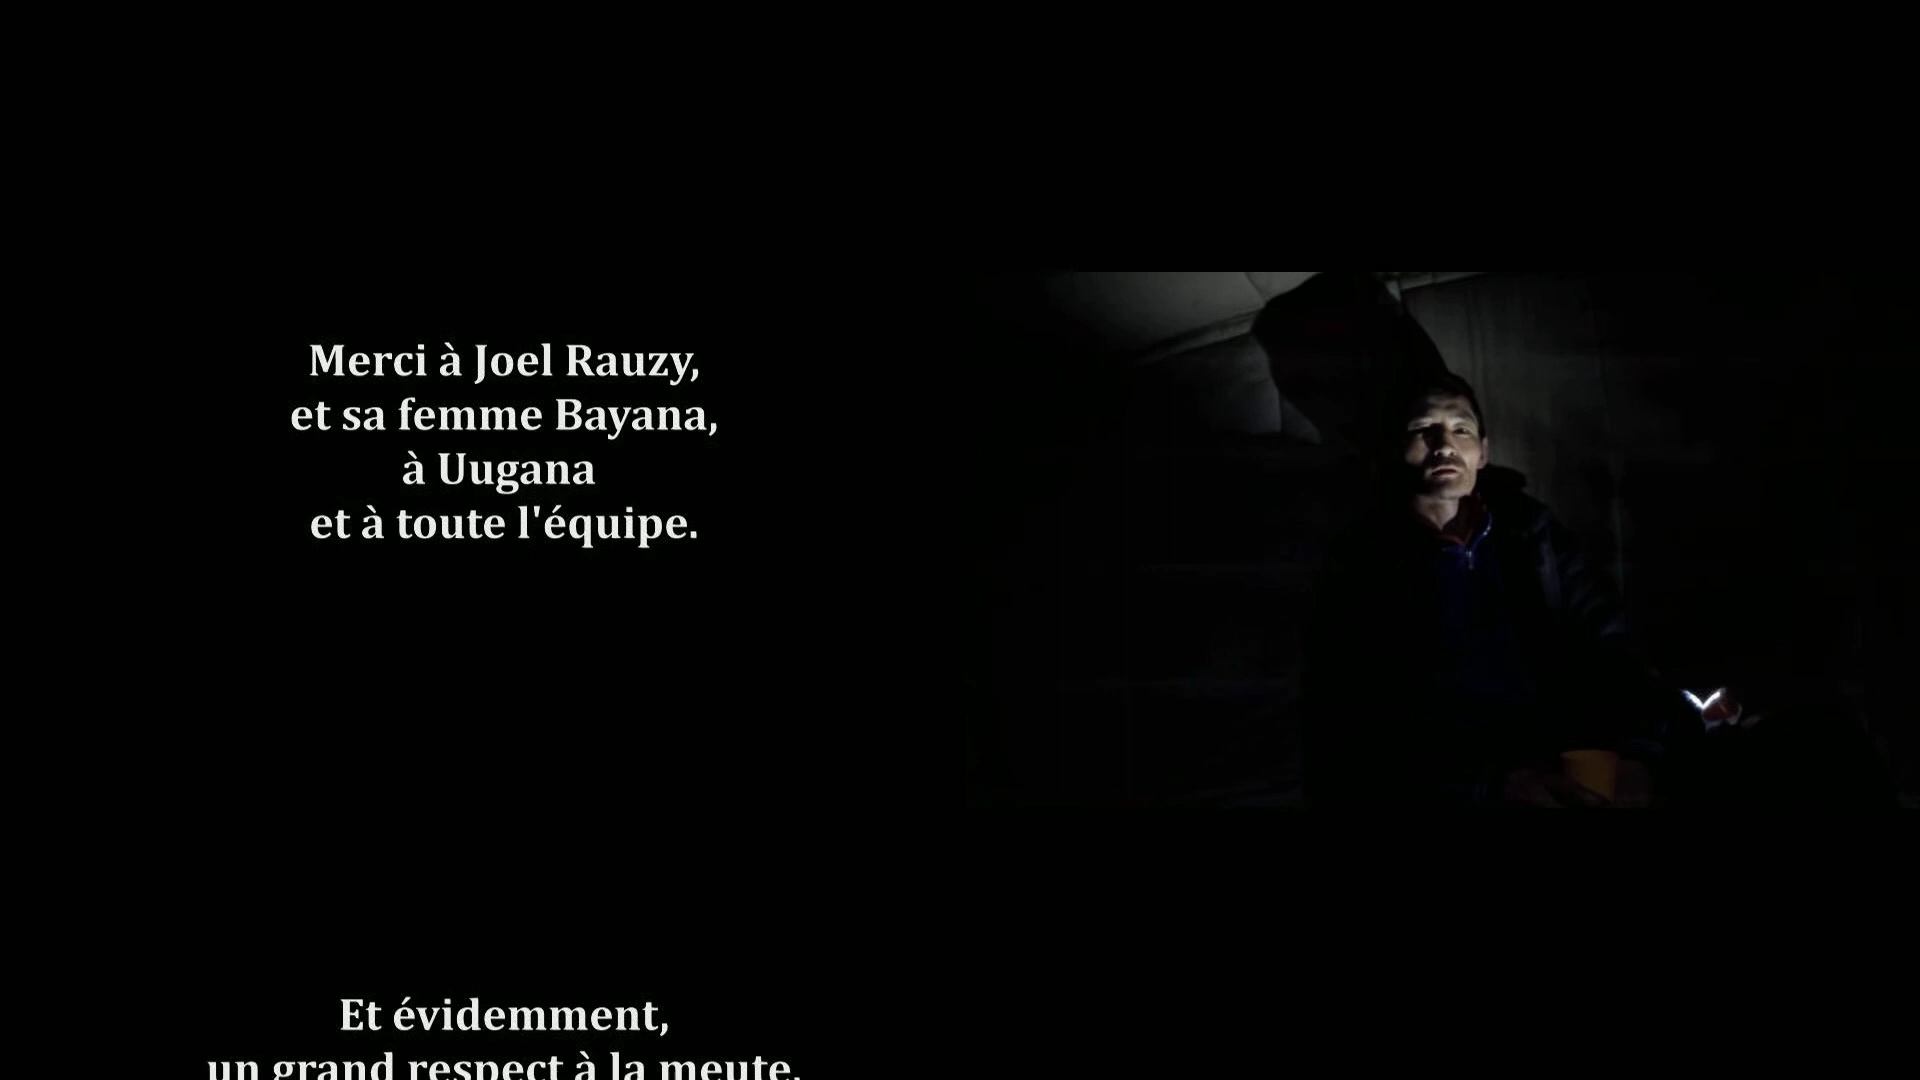 Merci à Joel Rauzy,
et sa femme Bayana,
à Uugana
et à toute l'équipe.
Et évidemment,
un grand respect à la meute.